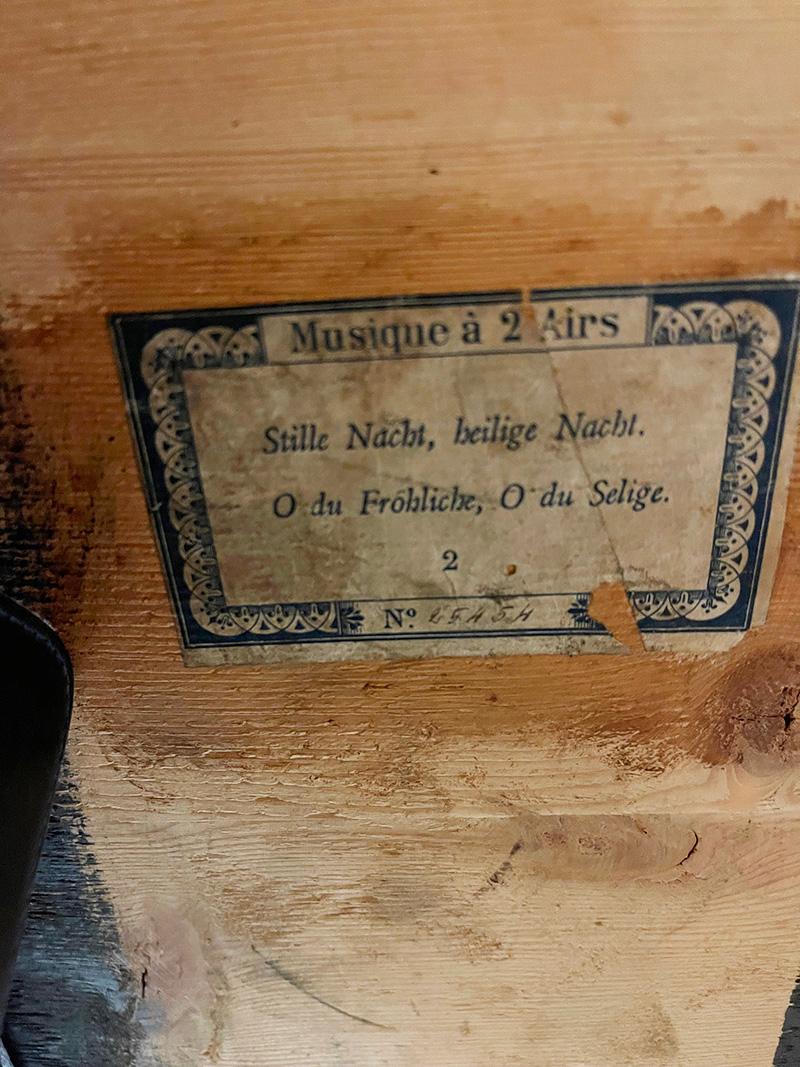 Musique à 2 Airs
Stille Nacht, heilige Nacht.
O du Fröhliche, O du Selige.
2
Nº